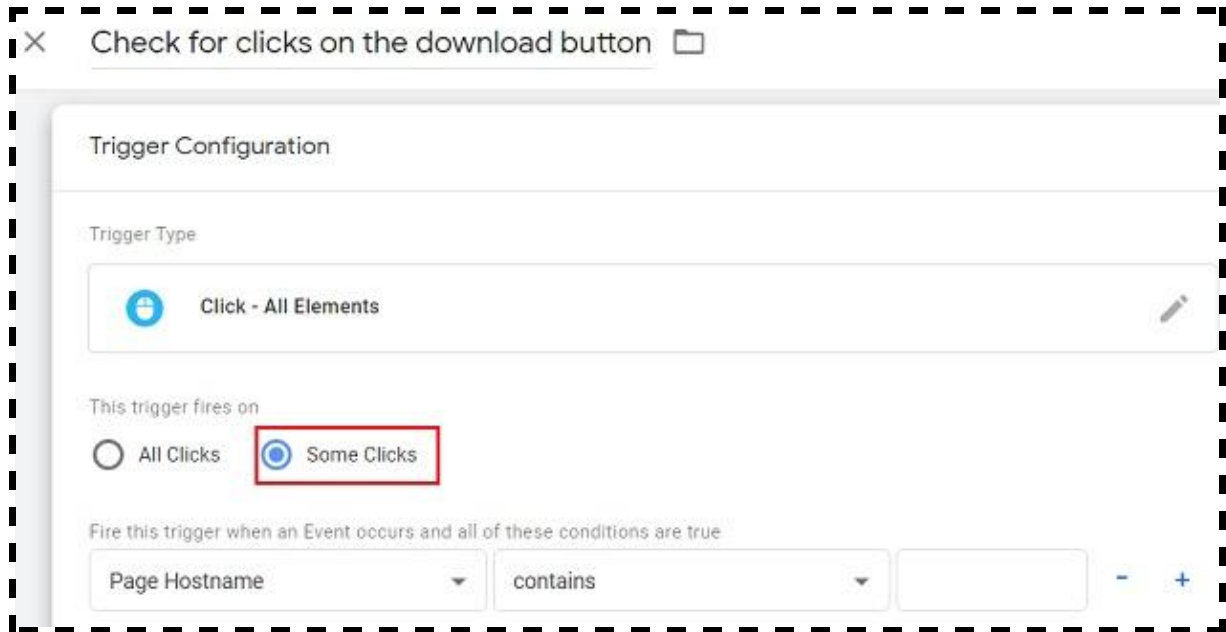 Check for clicks on the download button
Trigger Configuration
Trigger Type
Click - All Elements
This trigger fires on
All Clicks Some Clicks
Fire this trigger when an Event occurs and all of these conditions are true
Page Hostname contains - +